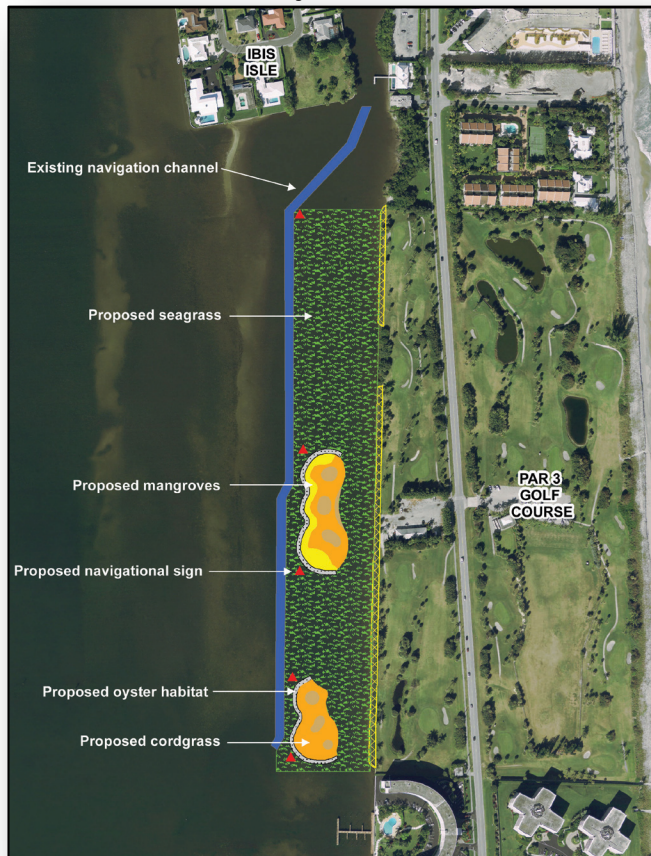 IBIS
ISLE
Existing navigation channel
Proposed seagrass
Proposed mangroves
PAR 3
GOLF
COURSE
Proposed navigational sign
Proposed oyster habitat
Proposed cordgrass